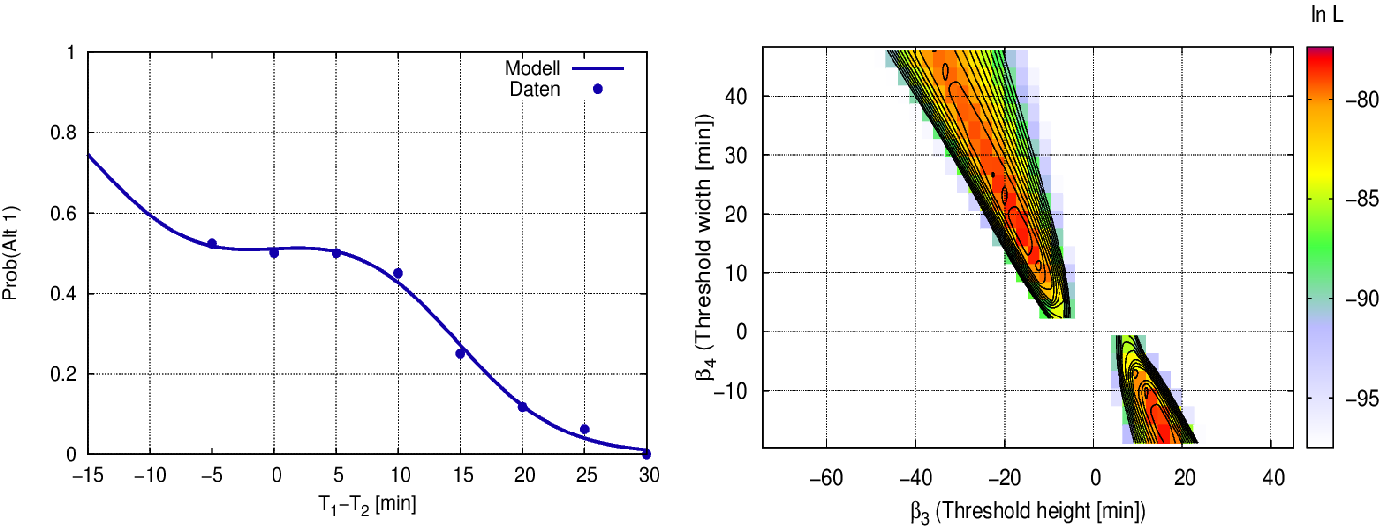 Prob(Alt 1)
1
0.8
0.6
0.4
0.2
0
Modell
Daten
−15 −10 −5 0 5 10 15 20 25 30
T₁−T₂ [min]
ln L
β₄ (Threshold width [min])
40
30
20
10
0
−10
−60 −40 −20 0 20 40
β₃ (Threshold height [min])
−80
−85
−90
−95